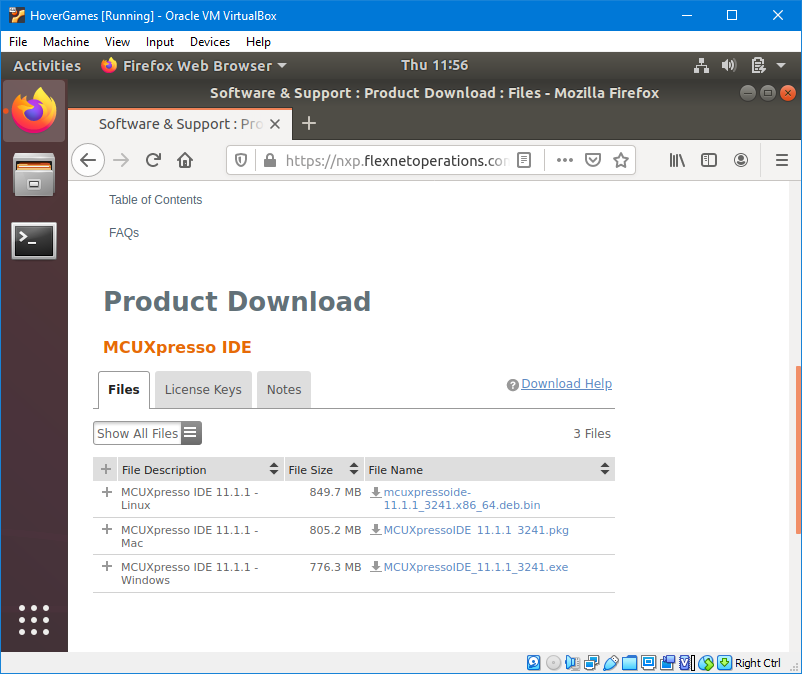 HoverGames [Running] - Oracle VM VirtualBox
File Machine View Input Devices Help
Activities Firefox Web Browser Thu 11:56
Software & Support : Product Download : Files - Mozilla Firefox
Software & Support : Pro
https://nxp.flexnetoperations.co
Table of Contents
FAQs
Product Download
MCUXpresso IDE
Files License Keys Notes Download Help
Show All Files 3 Files
File Description File Size File Name
MCUXpresso IDE 11.1.1 - 849.7 MB mcuxpressoide-
Linux 11.1.1_3241.x86_64.deb.bin
MCUXpresso IDE 11.1.1 - 805.2 MB MCUXpressoIDE_11.1.1_3241.pkg
Mac
MCUXpresso IDE 11.1.1 - 776.3 MB MCUXpressoIDE_11.1.1_3241.exe
Windows
Right Ctrl